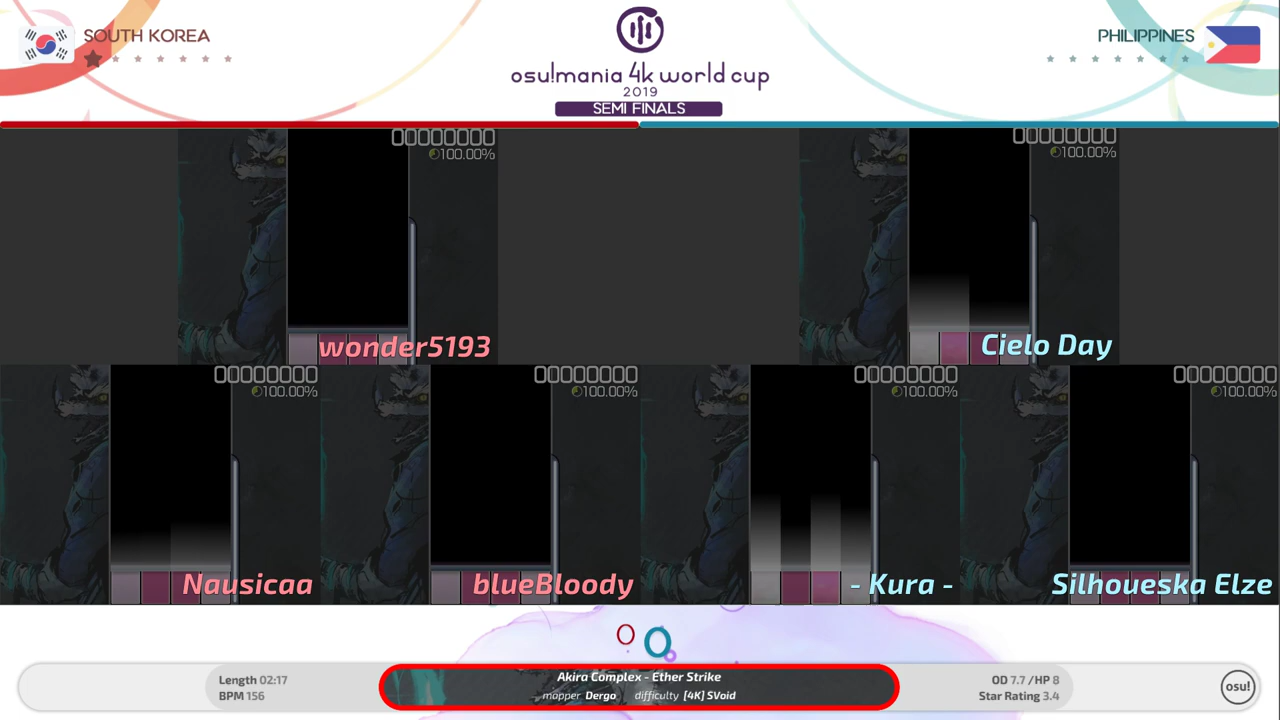 SOUTH KOREA
PHILIPPINES
osu!mania 4k world cup
2019
SEMI FINALS
00000000
100.00%
00000000
100.00%
wonder5193
Cielo Day
00000000
100.00%
00000000
100.00%
00000000
100.00%
00000000
100.00%
Nausicaa
blueBloody
- Kura -
Silhoueska Elze
0
0
Length 02:17
BPM 156
Akira Complex - Ether Strike
mapper Dergo difficulty [4K] SVoid
OD 7.7 /HP 8
Star Rating 3.4
osu!